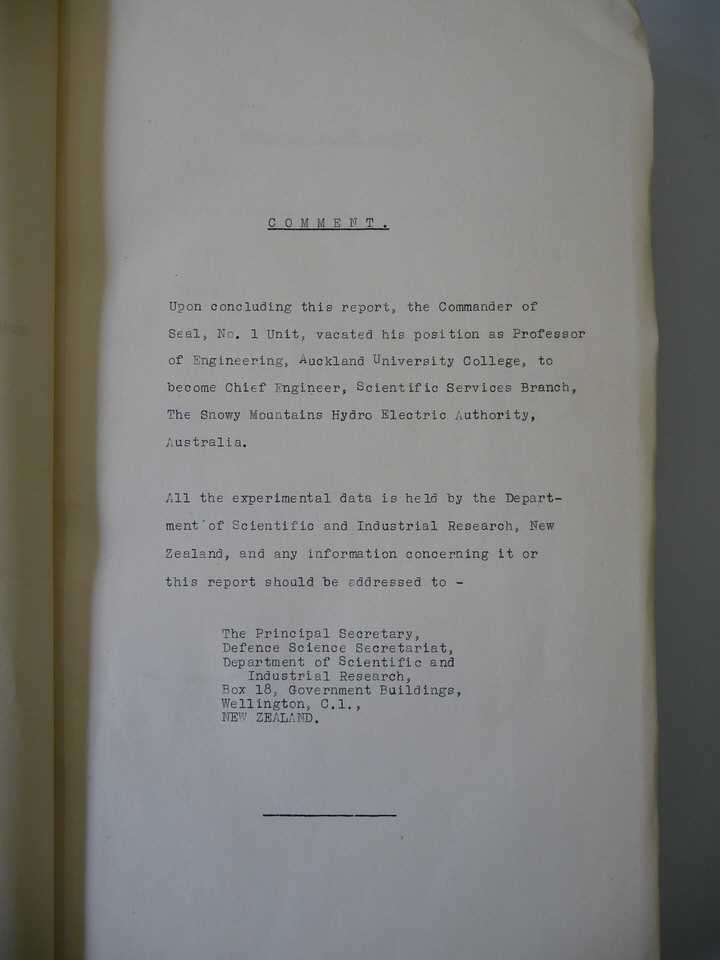 COMMENT.
Upon concluding this report, the Commander of
Seal, No. 1 Unit, vacated his position as Professor
of Engineering, Auckland University College, to
become Chief Engineer, Scientific Services Branch,
The Snowy Mountains Hydro Electric Authority,
Australia.
All the experimental data is held by the Depart-
ment of Scientific and Industrial Research, New
Zealand, and any information concerning it or
this report should be addressed to -
The Principal Secretary,
Defence Science Secretariat,
Department of Scientific and
Industrial Research,
Box 18, Government Buildings,
Wellington, C.1.,
NEW ZEALAND.